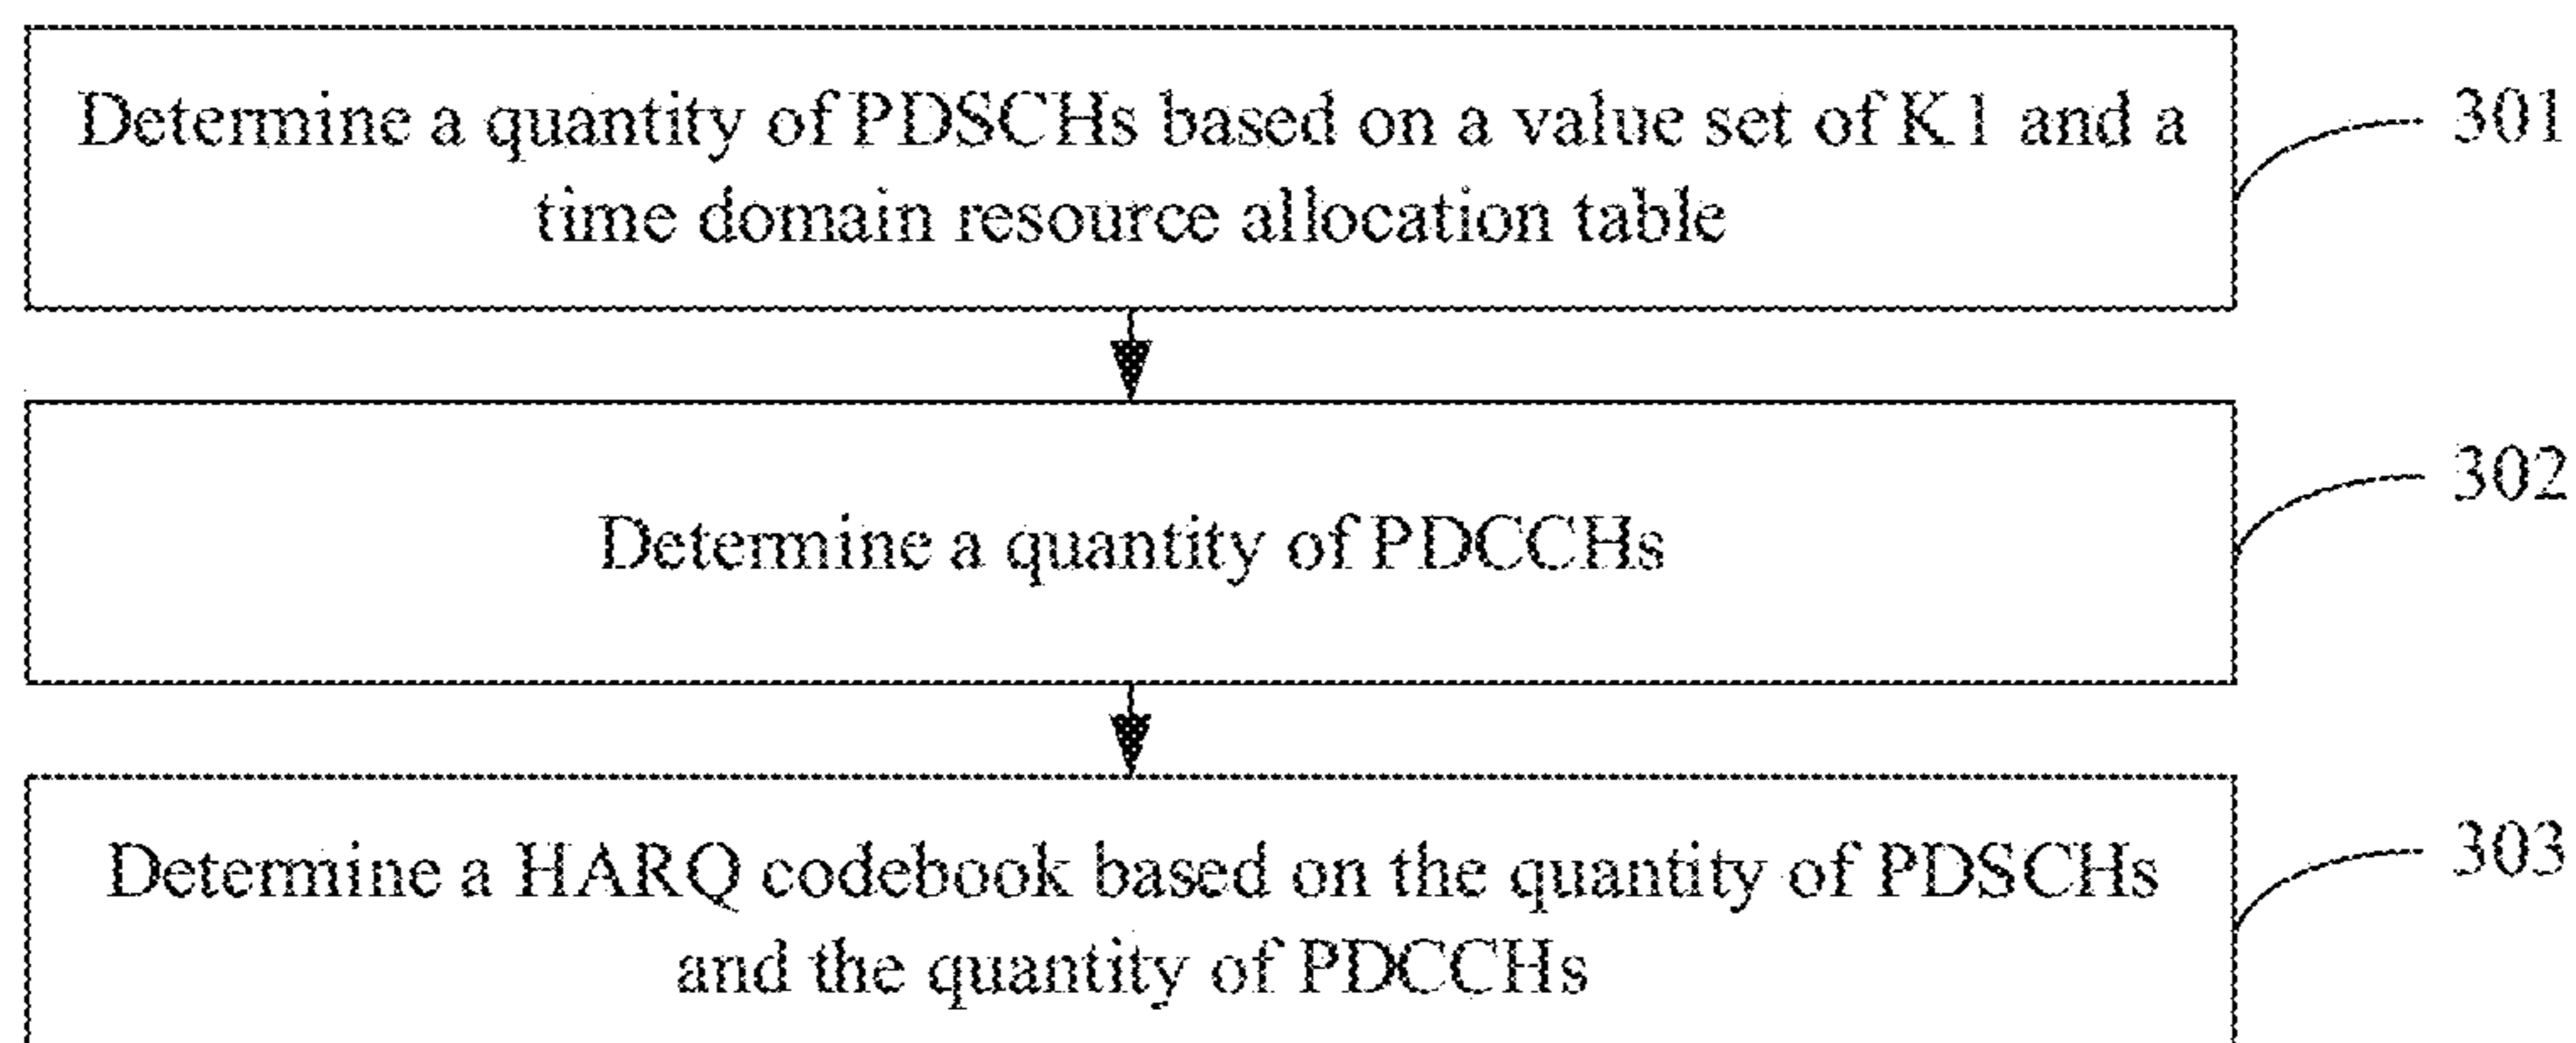 Determine a quantity of PDSCHs based on a value set of K1 and a
301
time domain resource allocation table
302
Determine a quantity of PDCCHs
303
Determine a HARQ codebook based on the quantity of PDSCHs
and the quantity of PDCCHs